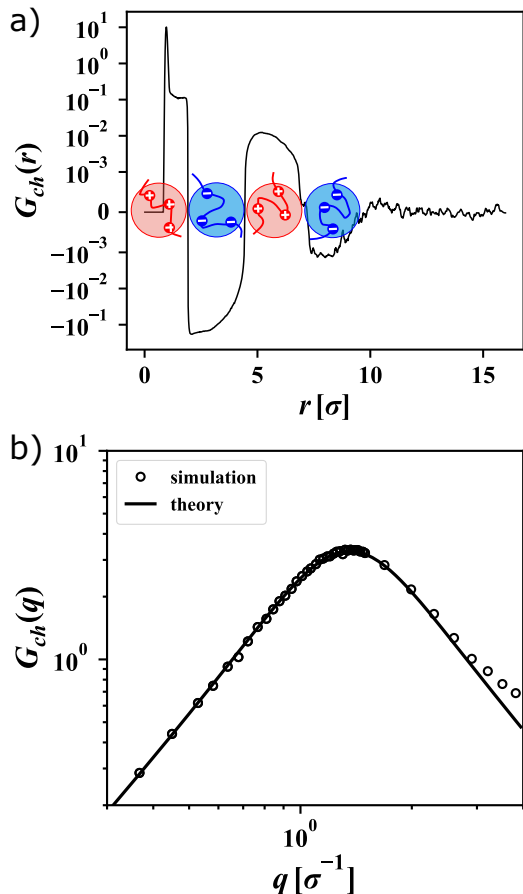 a)
G_ch(r)
10^1
10^0
10^-1
10^-2
10^-3
0
-10^-3
-10^-2
-10^-1
+ + + − − − + + + − − −
0 5 10 15
r [σ]
b)
G_ch(q)
10^1
10^0
simulation
theory
10^0
q [σ^-1]